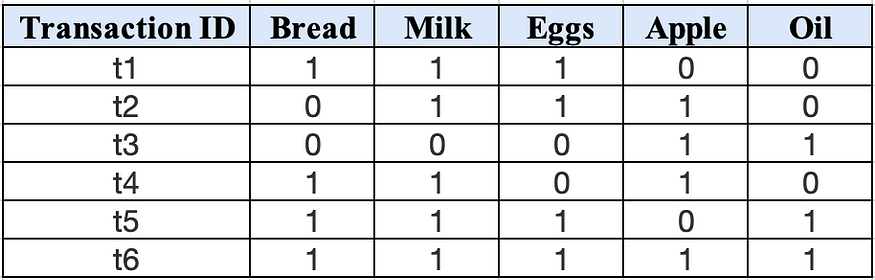 Transaction ID Bread Milk Eggs Apple Oil
t1 1 1 1 0 0
t2 0 1 1 1 0
t3 0 0 0 1 1
t4 1 1 0 1 0
t5 1 1 1 0 1
t6 1 1 1 1 1